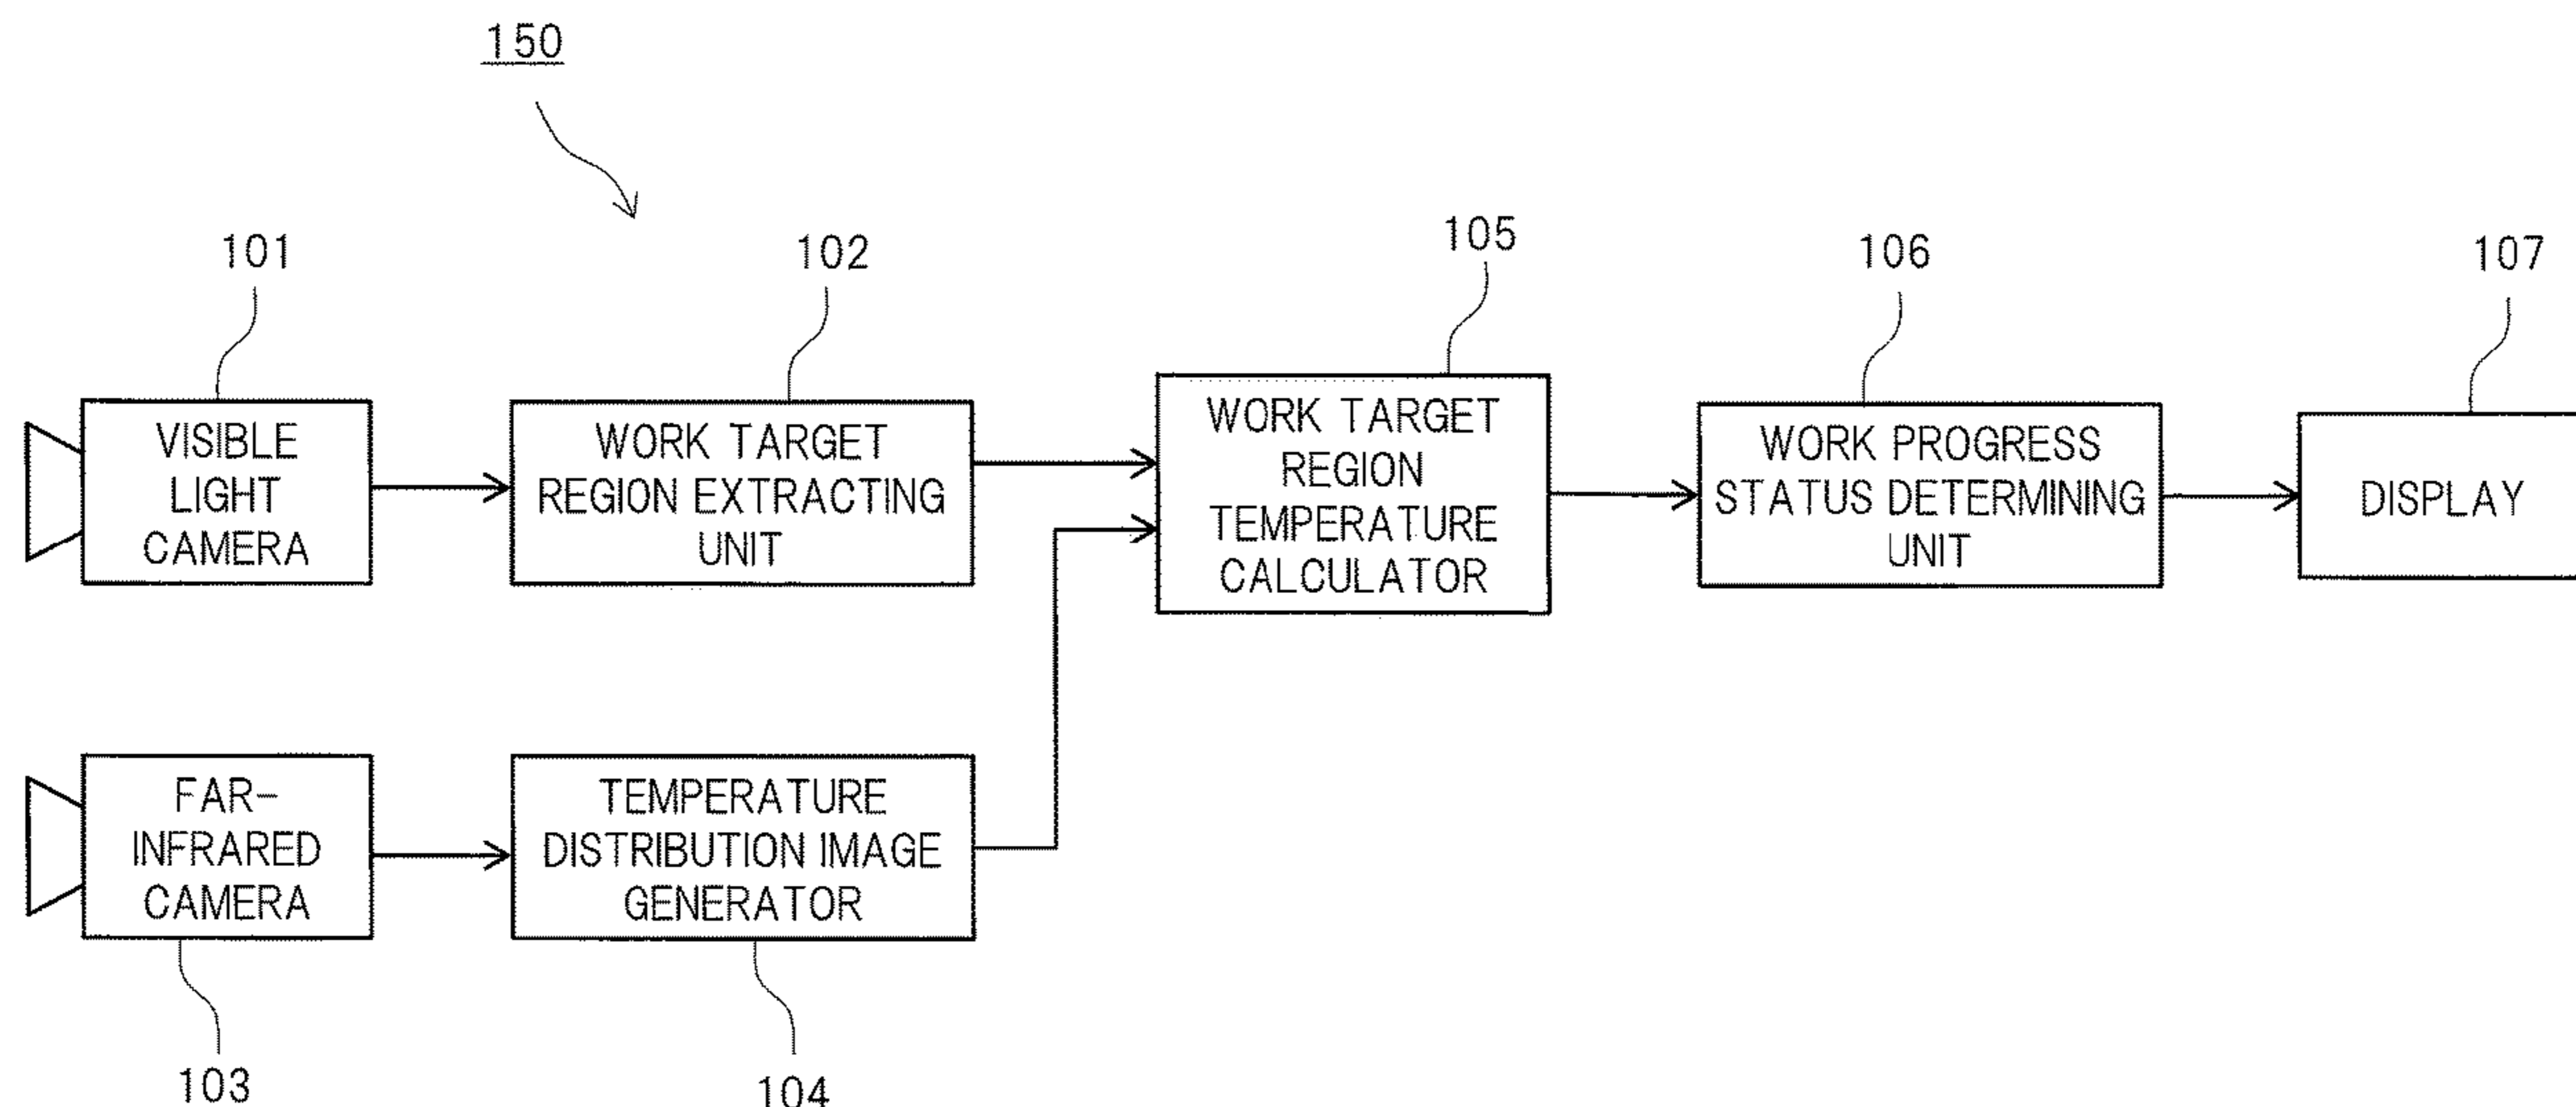 150
101
102
105
106
107
VISIBLE
LIGHT
CAMERA
WORK TARGET
REGION EXTRACTING
UNIT
WORK TARGET
REGION
TEMPERATURE
CALCULATOR
WORK PROGRESS
STATUS DETERMINING
UNIT
DISPLAY
FAR-
INFRARED
CAMERA
TEMPERATURE
DISTRIBUTION IMAGE
GENERATOR
103
104